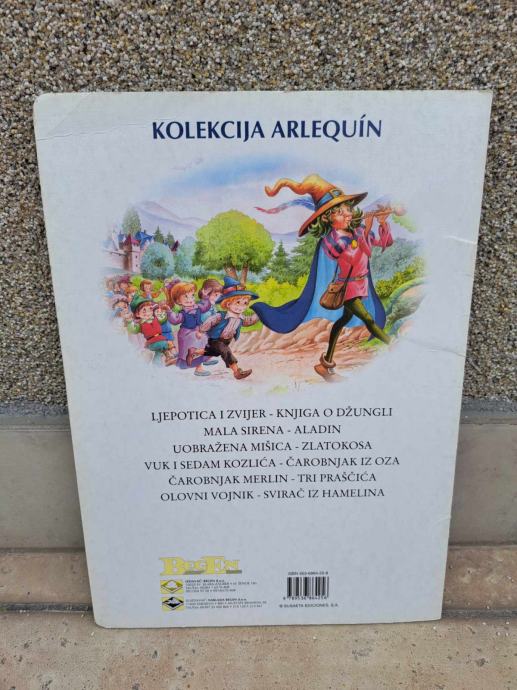 KOLEKCIJA ARLEQUÍN
LJEPOTICA I ZVIJER - KNJIGA O DŽUNGLI
MALA SIRENA - ALADIN
UOBRAŽENA MIŠICA - ZLATOKOSA
VUK I SEDAM KOZLIĆA - ČAROBNJAK IZ OZA
ČAROBNJAK MERLIN - TRI PRAŠČIĆA
OLOVNI VOJNIK - SVIRAČ IZ HAMELINA
BEGEN
© SUSAETA EDICIONES, S.A.